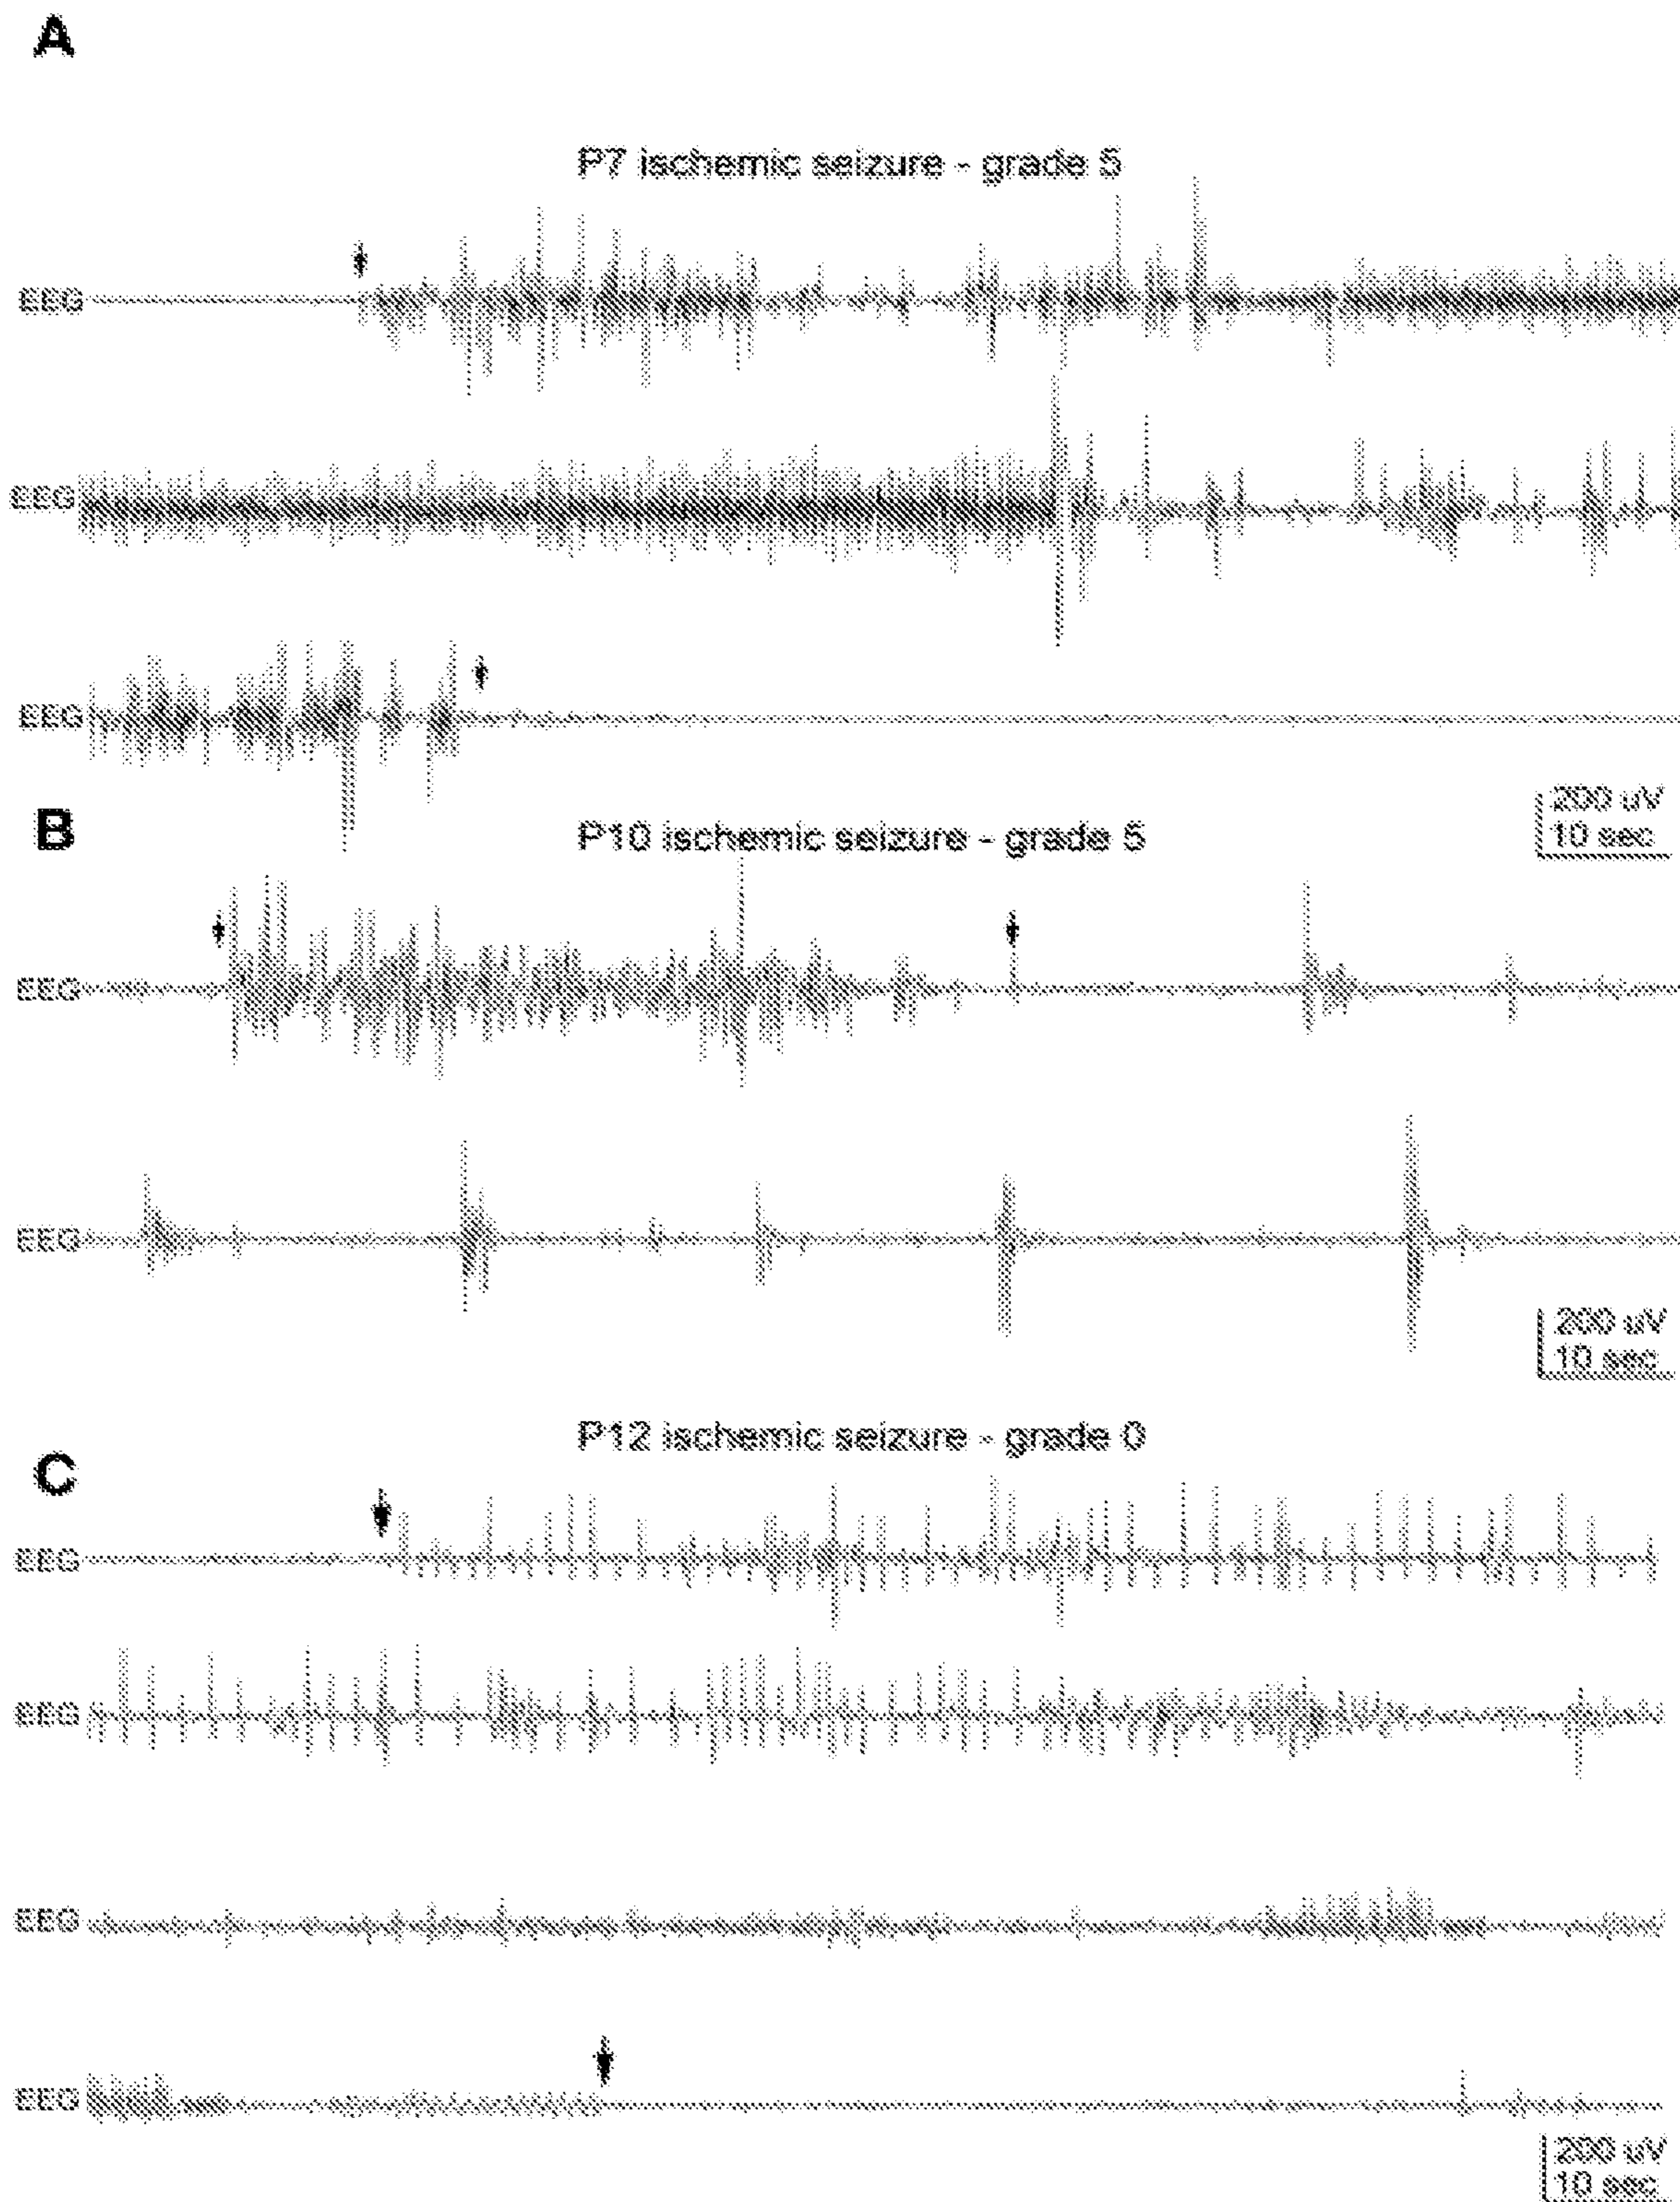 A
P7 ischemic seizure - grade 5
EEG
EEG
EEG
200 uV
10 sec
B
P10 ischemic seizure - grade 5
EEG
EEG
200 uV
10 sec
P12 ischemic seizure - grade 0
C
EEG
EEG
EEG
EEG
200 uV
10 sec